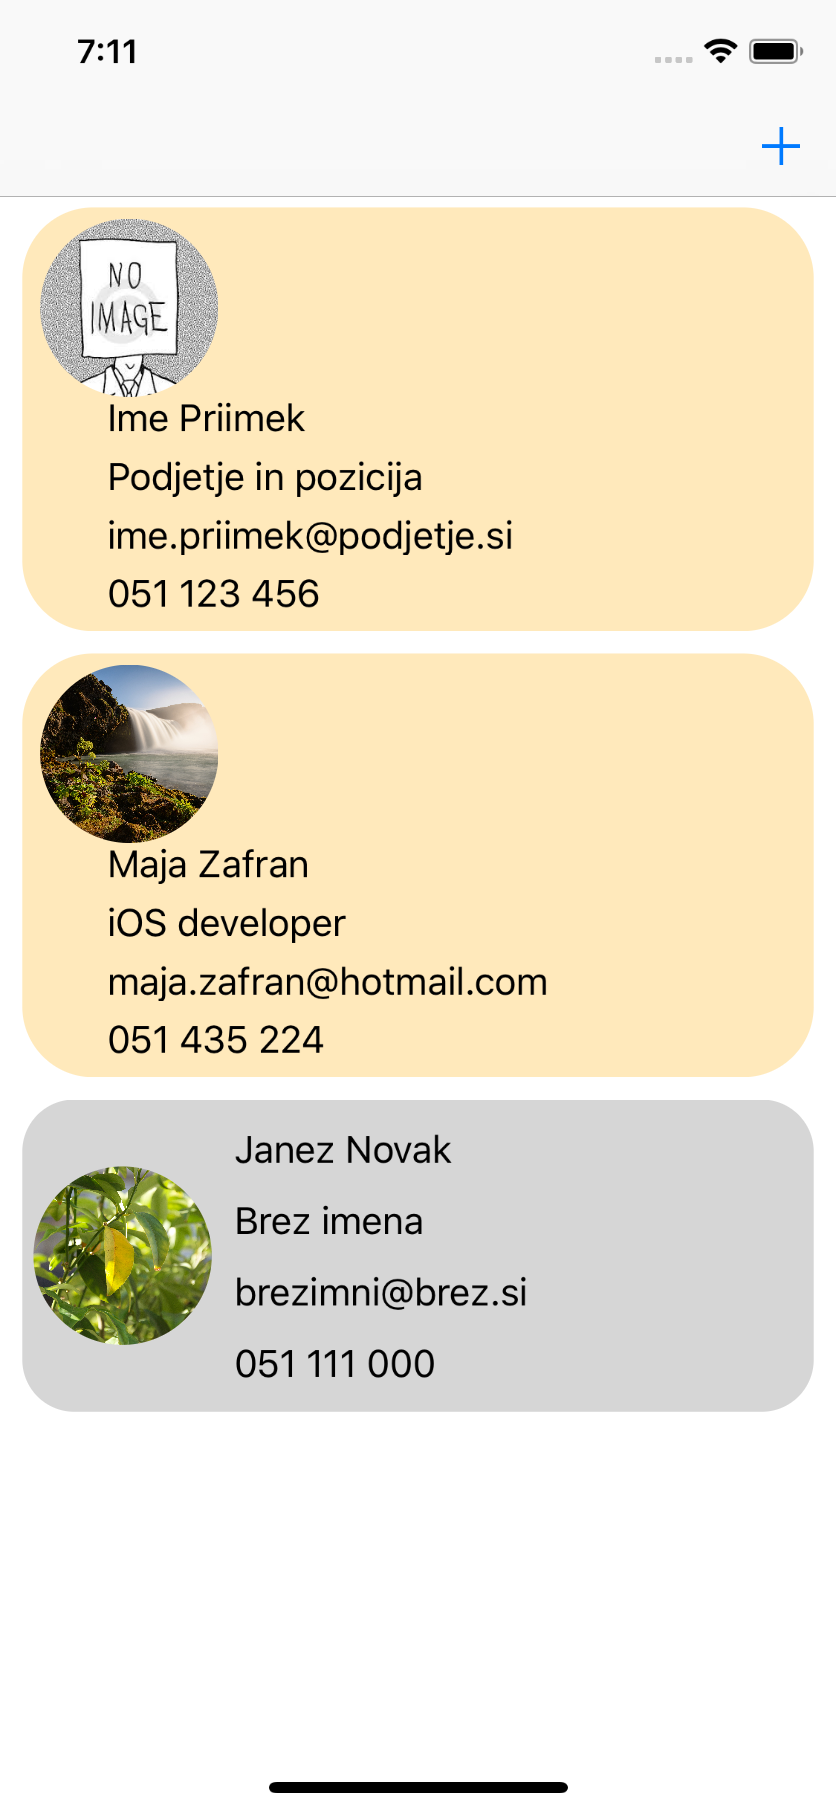 7:11
NO
IMAGE
Ime Priimek
Podjetje in pozicija
ime.priimek@podjetje.si
051 123 456
Maja Zafran
iOS developer
maja.zafran@hotmail.com
051 435 224
Janez Novak
Brez imena
brezimni@brez.si
051 111 000